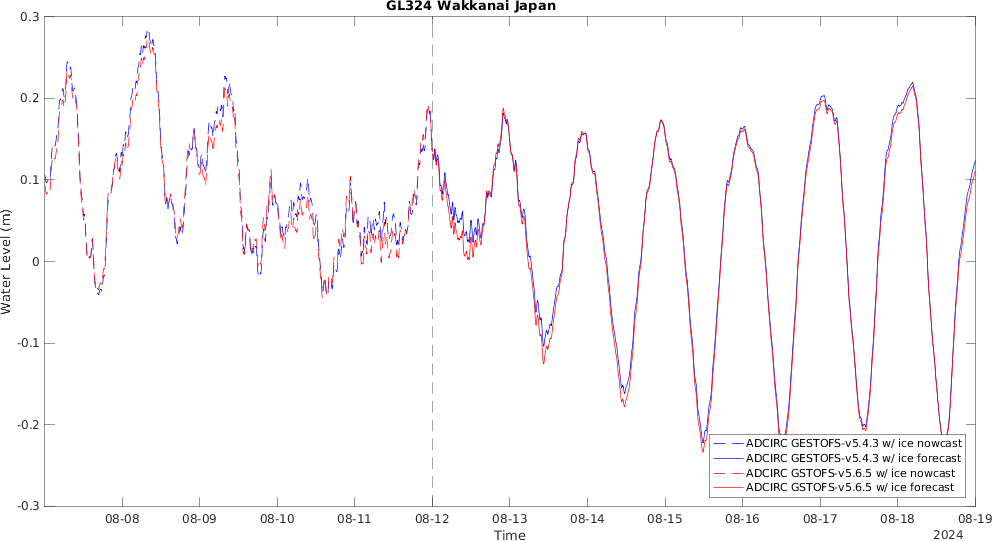 GL324 Wakkanai Japan
0.3
0.2
0.1
0
-0.1
-0.2
-0.3
Water Level (m)
ADCIRC GESTOFS-v5.4.3 w/ ice nowcast
ADCIRC GESTOFS-v5.4.3 w/ ice forecast
ADCIRC GSTOFS-v5.6.5 w/ ice nowcast
ADCIRC GSTOFS-v5.6.5 w/ ice forecast
08-08 08-09 08-10 08-11 08-12 08-13 08-14 08-15 08-16 08-17 08-18 08-19
Time
2024